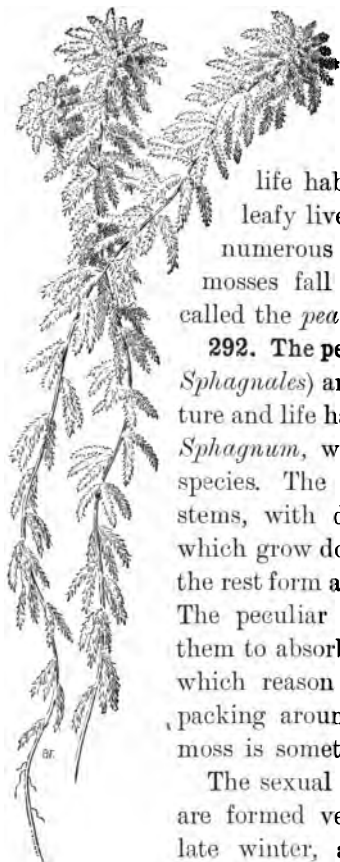 life hab
leafy live
numerous
mosses fall
called the pea
292. The pe
Sphagnales) an
ture and life ha
Sphagnum, w
species. The
stems, with d
which grow do
the rest form a
The peculiar
them to absorb
which reason
packing aroun
moss is somet
The sexual
are formed ve
late winter, a
ar.